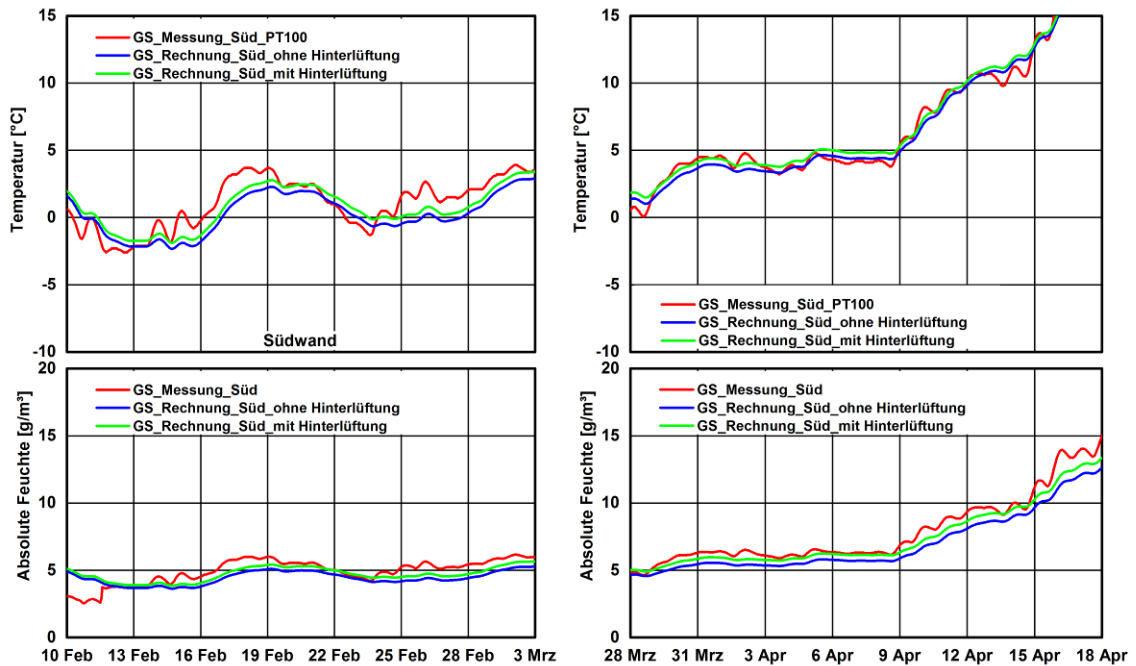 15
10
5
0
-5
-10
Temperatur [°C]
GS_Messung_Süd_PT100
GS_Rechnung_Süd_ohne Hinterlüftung
GS_Rechnung_Süd_mit Hinterlüftung
Südwand
15
10
5
0
-5
-10
Temperatur [°C]
GS_Messung_Süd_PT100
GS_Rechnung_Süd_ohne Hinterlüftung
GS_Rechnung_Süd_mit Hinterlüftung
20
15
10
5
0
Absolute Feuchte [g/m³]
GS_Messung_Süd
GS_Rechnung_Süd_ohne Hinterlüftung
GS_Rechnung_Süd_mit Hinterlüftung
10 Feb 13 Feb 16 Feb 19 Feb 22 Feb 25 Feb 28 Feb 3 Mrz
20
15
10
5
0
Absolute Feuchte [g/m³]
GS_Messung_Süd
GS_Rechnung_Süd_ohne Hinterlüftung
GS_Rechnung_Süd_mit Hinterlüftung
28 Mrz 31 Mrz 3 Apr 6 Apr 9 Apr 12 Apr 15 Apr 18 Apr